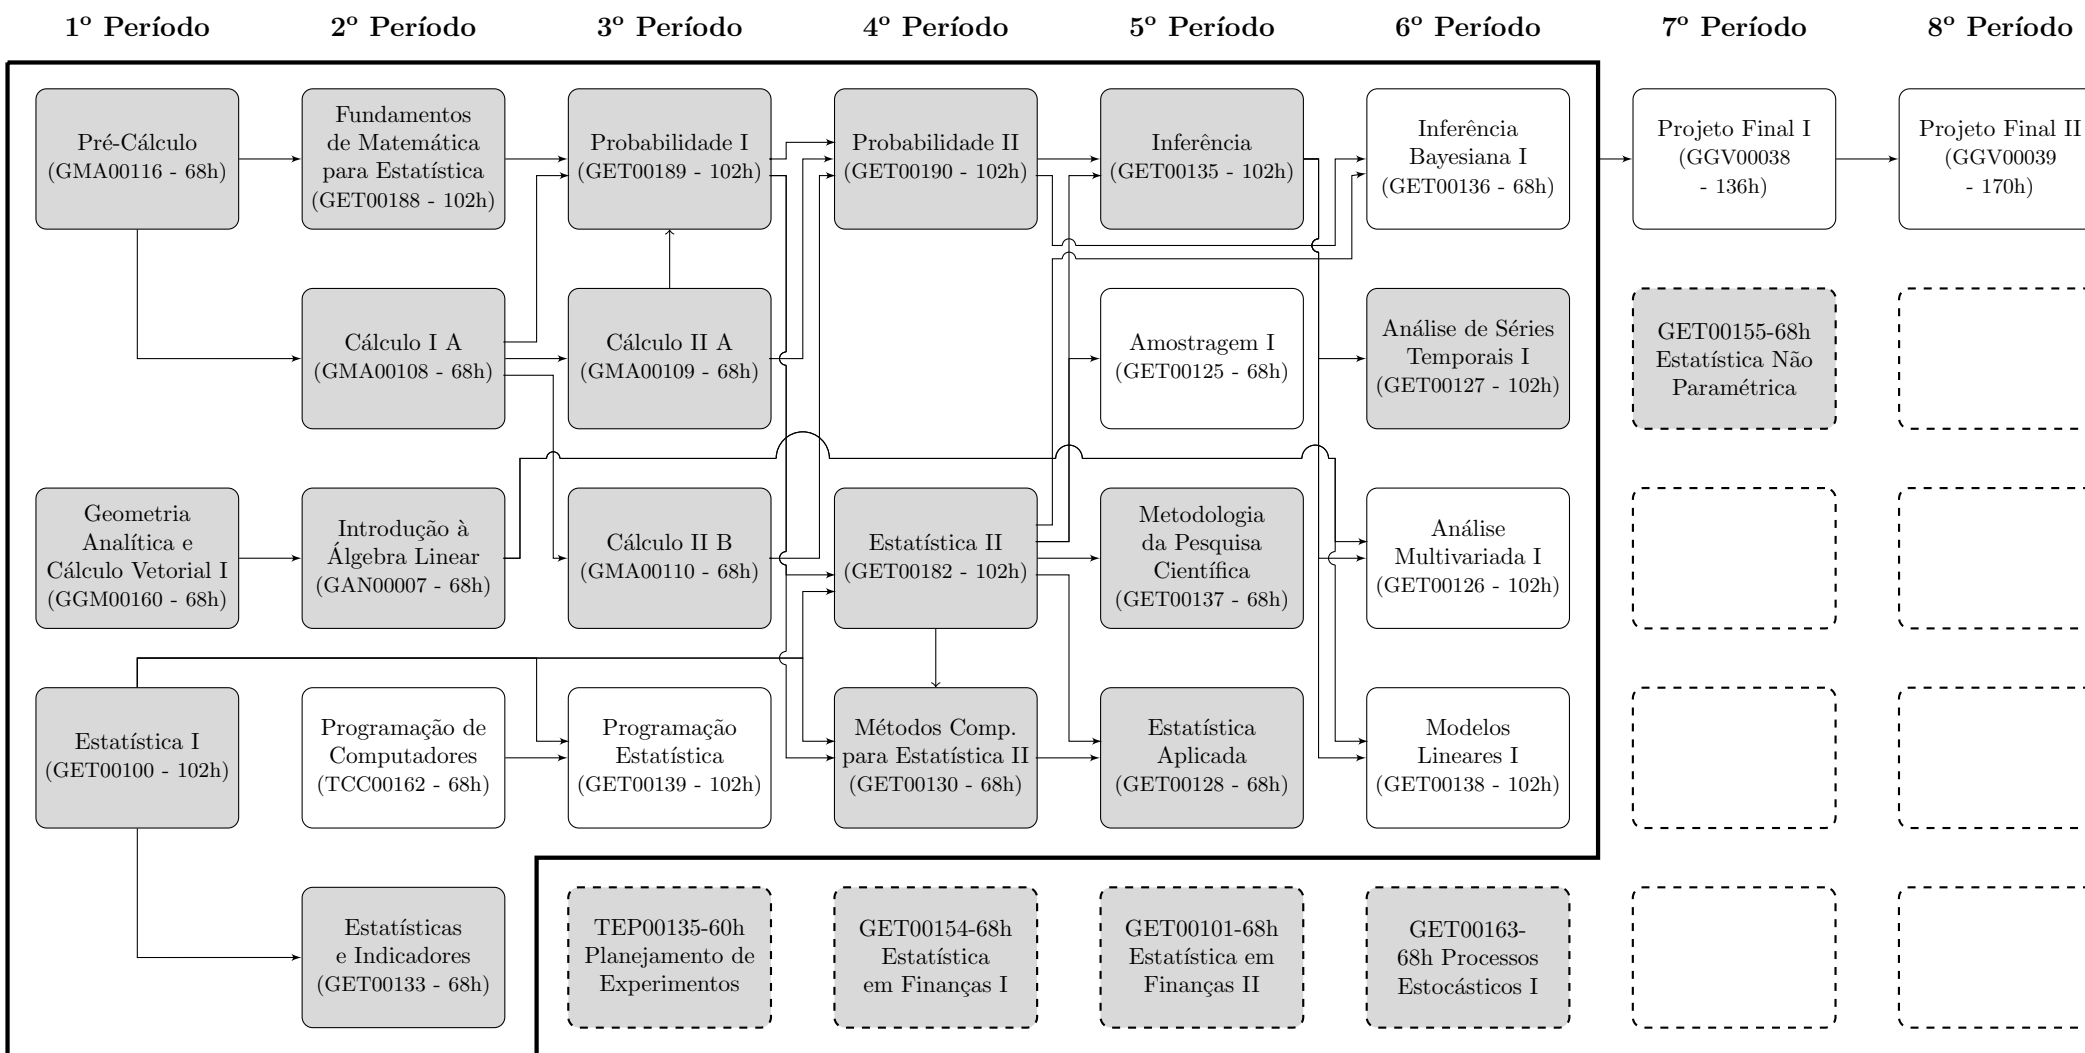 1º Período
2º Período
3º Período
4º Período
5º Período
6º Período
7º Período
8º Período
Pré-Cálculo
(GMA00116 - 68h)
Fundamentos
de Matemática
para Estatística
(GET00188 - 102h)
Probabilidade I
(GET00189 - 102h)
Probabilidade II
(GET00190 - 102h)
Inferência
(GET00135 - 102h)
Inferência
Bayesiana I
(GET00136 - 68h)
Projeto Final I
(GGV00038
- 136h)
Projeto Final II
(GGV00039
- 170h)
Cálculo I A
(GMA00108 - 68h)
Cálculo II A
(GMA00109 - 68h)
Amostragem I
(GET00125 - 68h)
Análise de Séries
Temporais I
(GET00127 - 102h)
GET00155-68h
Estatística Não
Paramétrica
Geometria
Analítica e
Cálculo Vetorial I
(GGM00160 - 68h)
Introdução à
Álgebra Linear
(GAN00007 - 68h)
Cálculo II B
(GMA00110 - 68h)
Estatística II
(GET00182 - 102h)
Metodologia
da Pesquisa
Científica
(GET00137 - 68h)
Análise
Multivariada I
(GET00126 - 102h)
Estatística I
(GET00100 - 102h)
Programação de
Computadores
(TCC00162 - 68h)
Programação
Estatística
(GET00139 - 102h)
Métodos Comp.
para Estatística II
(GET00130 - 68h)
Estatística
Aplicada
(GET00128 - 68h)
Modelos
Lineares I
(GET00138 - 102h)
Estatísticas
e Indicadores
(GET00133 - 68h)
TEP00135-60h
Planejamento de
Experimentos
GET00154-68h
Estatística
em Finanças I
GET00101-68h
Estatística em
Finanças II
GET00163-
68h Processos
Estocásticos I